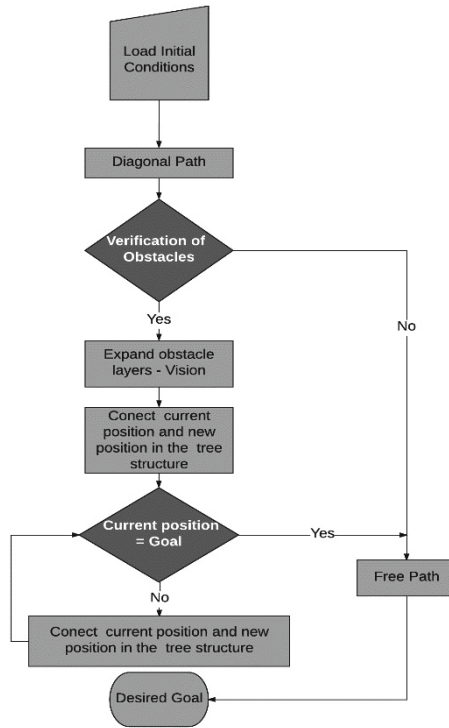 Load Initial
Conditions
Diagonal Path
Verification of
Obstacles
Yes
No
Expand obstacle
layers - Vision
Conect current
position and new
position in the tree
structure
Current position
= Goal
Yes
No
Free Path
Conect current position and new
position in the tree structure
Desired Goal